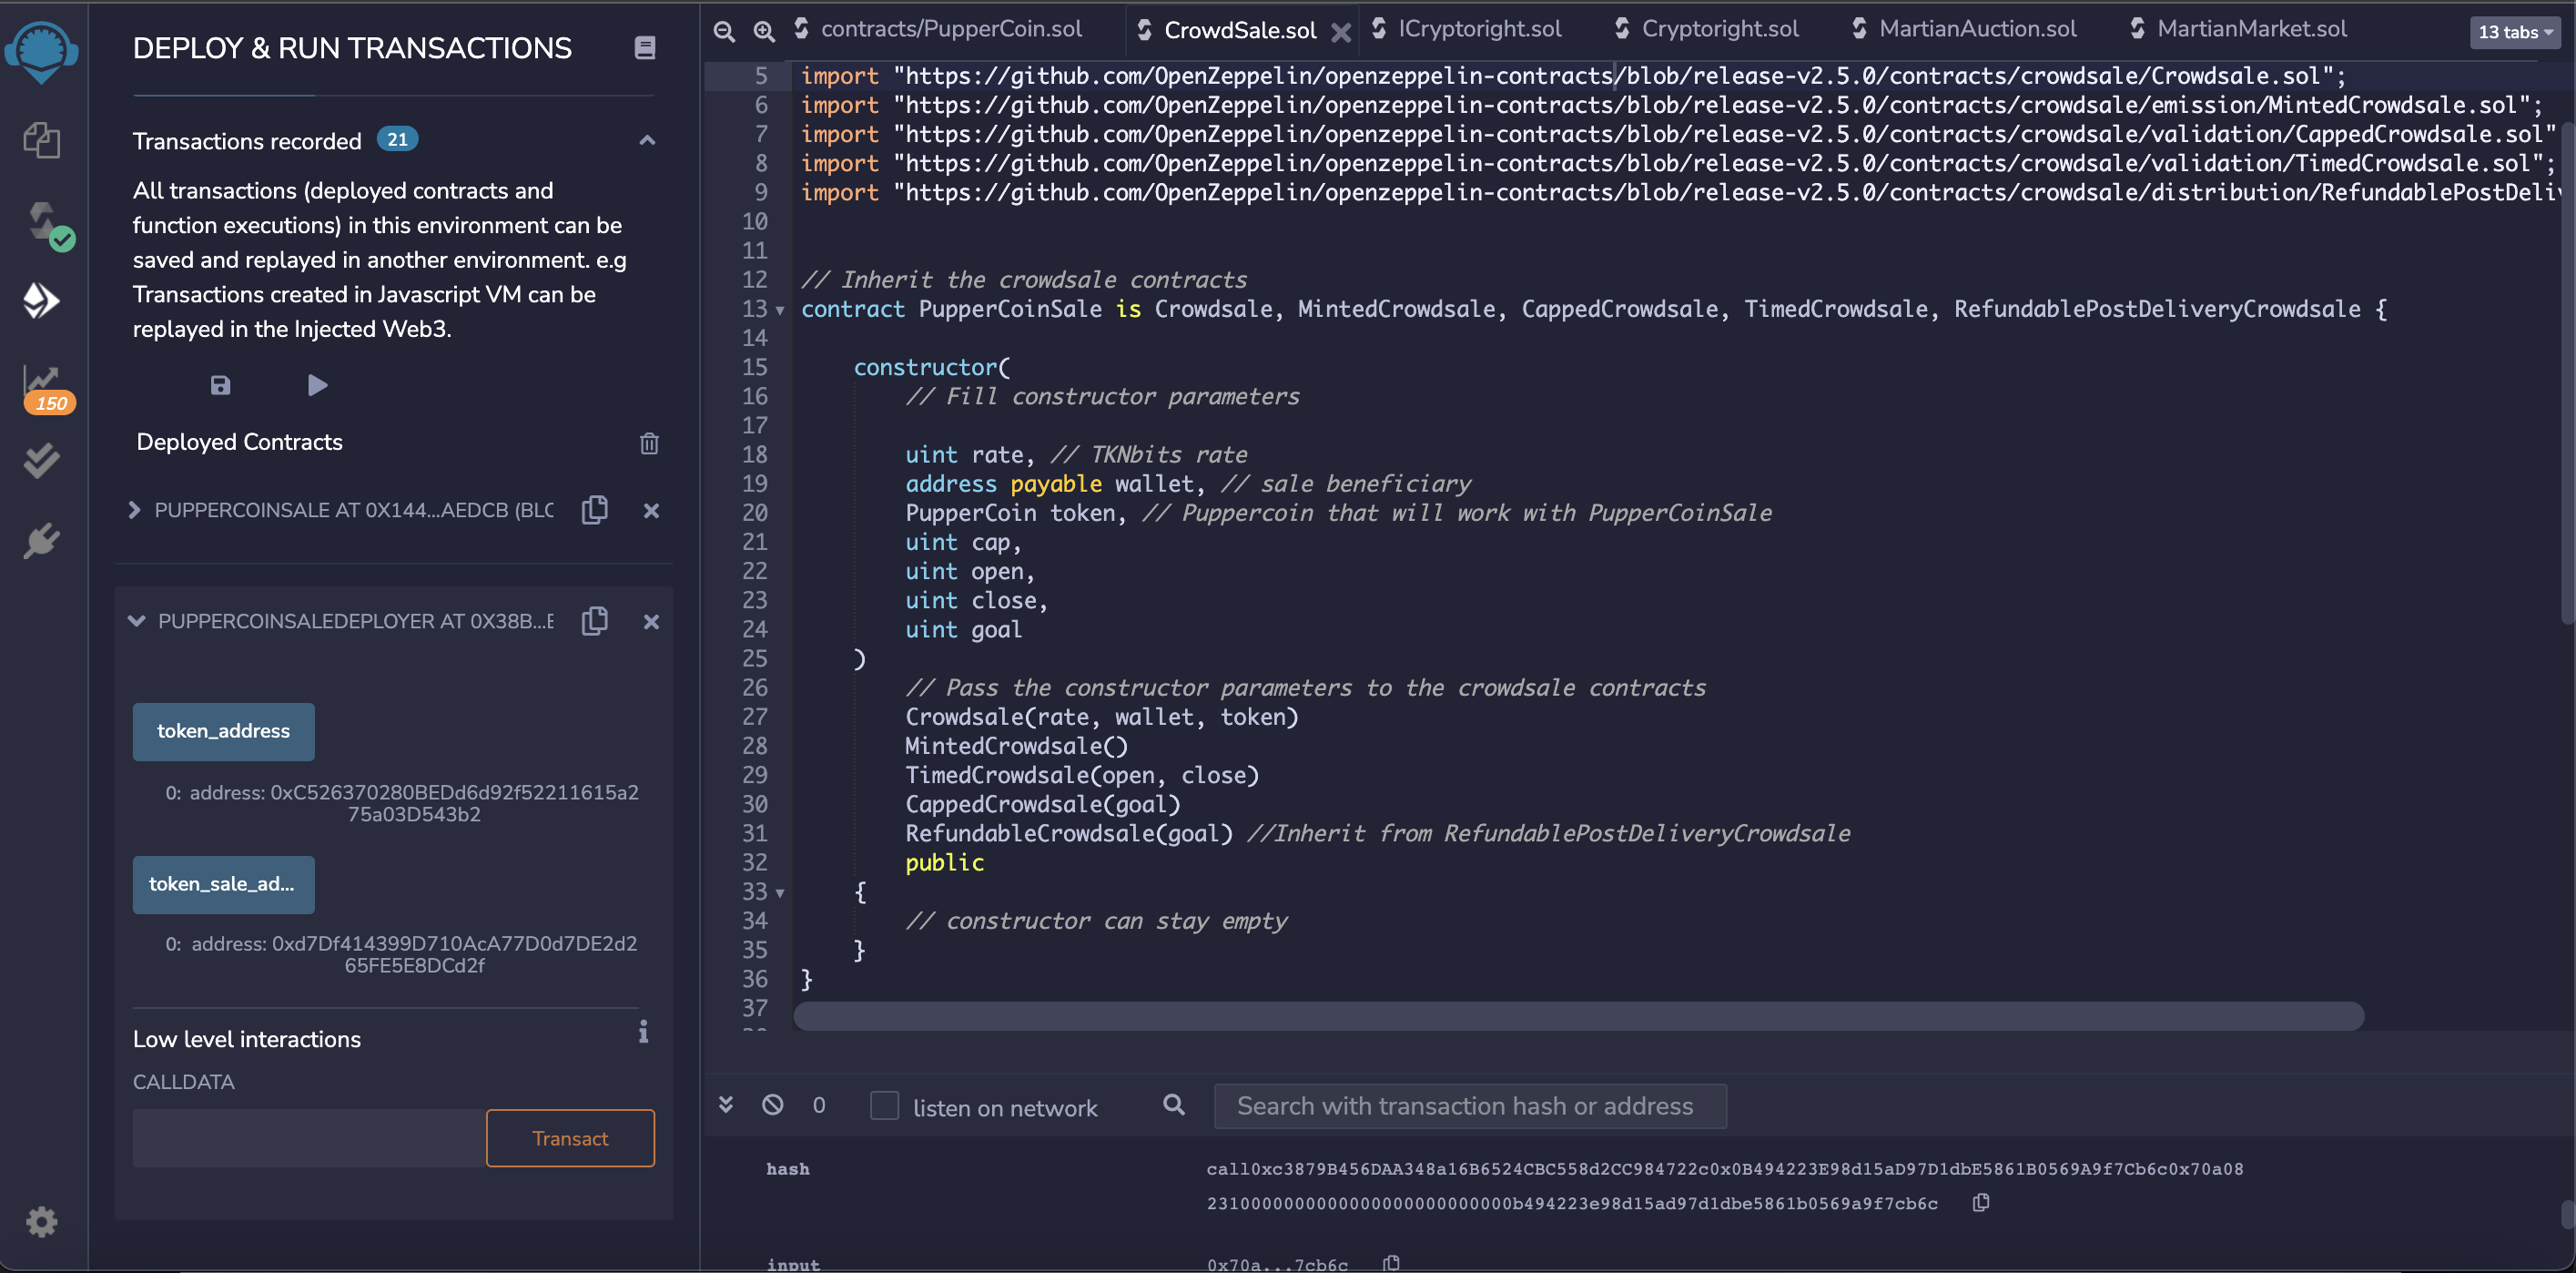 DEPLOY & RUN TRANSACTIONS
Transactions recorded 21
All transactions (deployed contracts and
function executions) in this environment can be
saved and replayed in another environment. e.g
Transactions created in Javascript VM can be
replayed in the Injected Web3.
150
Deployed Contracts
PUPPERCOINSALE AT 0X144...AEDCB (BLC
PUPPERCOINSALEDEPLOYER AT 0X38B...E
token_address
0: address: 0xC526370280BEDd6d92f52211615a2
75a03D543b2
token_sale_ad...
0: address: 0xd7Df414399D710AcA77D0d7DE2d2
65FE5E8DCd2f
Low level interactions
CALLDATA
Transact
contracts/PupperCoin.sol
CrowdSale.sol
ICryptoright.sol
Cryptoright.sol
MartianAuction.sol
MartianMarket.sol
13 tabs
5 import "https://github.com/OpenZeppelin/openzeppelin-contracts/blob/release-v2.5.0/contracts/crowdsale/Crowdsale.sol";
6 import "https://github.com/OpenZeppelin/openzeppelin-contracts/blob/release-v2.5.0/contracts/crowdsale/emission/MintedCrowdsale.sol";
7 import "https://github.com/OpenZeppelin/openzeppelin-contracts/blob/release-v2.5.0/contracts/crowdsale/validation/CappedCrowdsale.sol"
8 import "https://github.com/OpenZeppelin/openzeppelin-contracts/blob/release-v2.5.0/contracts/crowdsale/validation/TimedCrowdsale.sol";
9 import "https://github.com/OpenZeppelin/openzeppelin-contracts/blob/release-v2.5.0/contracts/crowdsale/distribution/RefundablePostDeliv
10
11
12 // Inherit the crowdsale contracts
13 contract PupperCoinSale is Crowdsale, MintedCrowdsale, CappedCrowdsale, TimedCrowdsale, RefundablePostDeliveryCrowdsale {
14
15 constructor(
16 // Fill constructor parameters
17
18 uint rate, // TKNbits rate
19 address payable wallet, // sale beneficiary
20 PupperCoin token, // Puppercoin that will work with PupperCoinSale
21 uint cap,
22 uint open,
23 uint close,
24 uint goal
25 )
26 // Pass the constructor parameters to the crowdsale contracts
27 Crowdsale(rate, wallet, token)
28 MintedCrowdsale()
29 TimedCrowdsale(open, close)
30 CappedCrowdsale(goal)
31 RefundableCrowdsale(goal) //Inherit from RefundablePostDeliveryCrowdsale
32 public
33 {
34 // constructor can stay empty
35 }
36 }
37
0 listen on network Search with transaction hash or address
hash call0xc3879B456DAA348a16B6524CBC558d2CC984722c0x0B494223E98d15aD97D1dbE5861B0569A9f7Cb6c0x70a08
231000000000000000000000000b494223e98d15ad97d1dbe5861b0569a9f7cb6c
input 0x70a...7cb6c